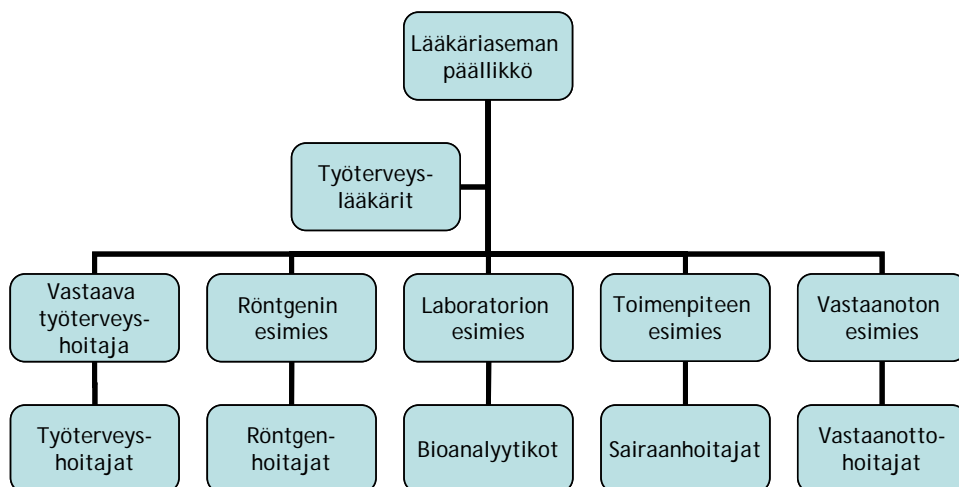 Lääkäriaseman
päällikkö
Työterveys-
lääkärit
Vastaava
työterveys-
hoitaja
Röntgenin
esimies
Laboratorion
esimies
Toimenpiteen
esimies
Vastaanoton
esimies
Työterveys-
hoitajat
Röntgen-
hoitajat
Bioanalyytikot
Sairaanhoitajat
Vastaanotto-
hoitajat